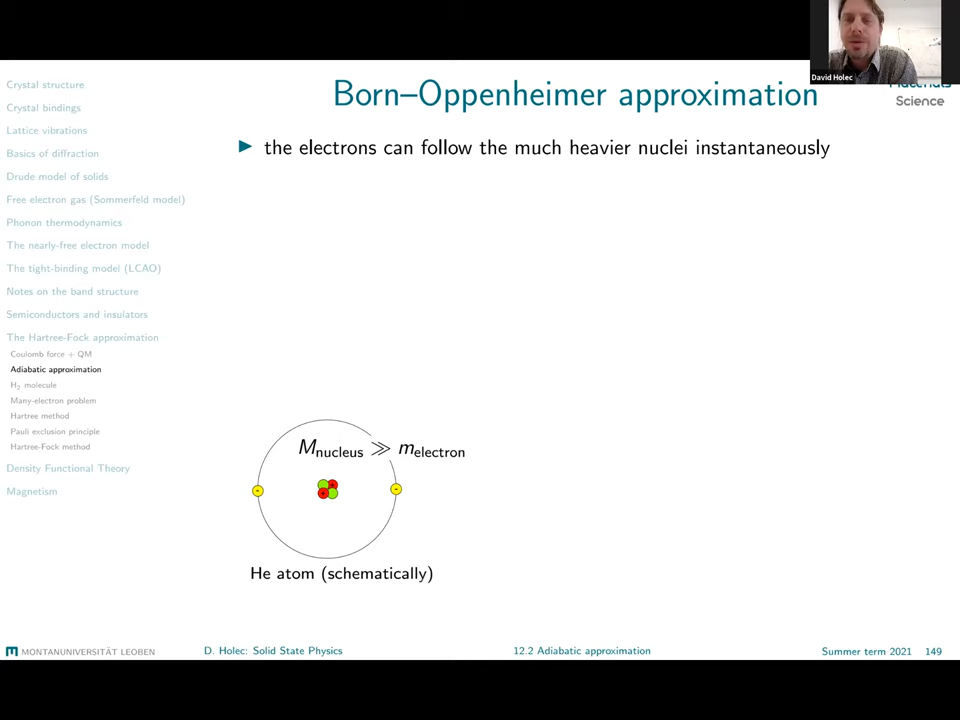 David Holec
Materials
Science
Born–Oppenheimer approximation
Crystal structure
Crystal bindings
Lattice vibrations
Basics of diffraction
Drude model of solids
Free electron gas (Sommerfeld model)
Phonon thermodynamics
The nearly-free electron model
The tight-binding model (LCAO)
Notes on the band structure
Semiconductors and insulators
The Hartree-Fock approximation
Coulomb force + QM
Adiabatic approximation
H₂ molecule
Many-electron problem
Hartree method
Pauli exclusion principle
Hartree-Fock method
Density Functional Theory
Magnetism
▶ the electrons can follow the much heavier nuclei instantaneously
M_nucleus ≫ m_electron
- + + -
He atom (schematically)
MONTANUNIVERSITÄT LEOBEN
D. Holec: Solid State Physics
12.2 Adiabatic approximation
Summer term 2021 149